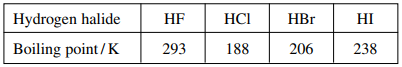 Hydrogen halide HF HCl HBr HI
Boiling point / K 293 188 206 238